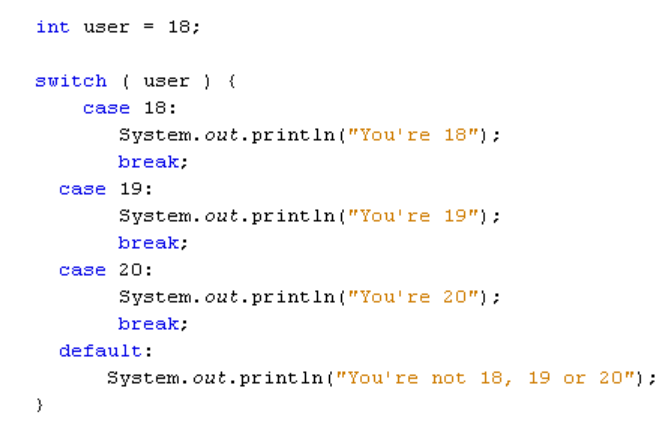 int user = 18;
switch ( user ) {
case 18:
System.out.println("You're 18");
break;
case 19:
System.out.println("You're 19");
break;
case 20:
System.out.println("You're 20");
break;
default:
System.out.println("You're not 18, 19 or 20");
}